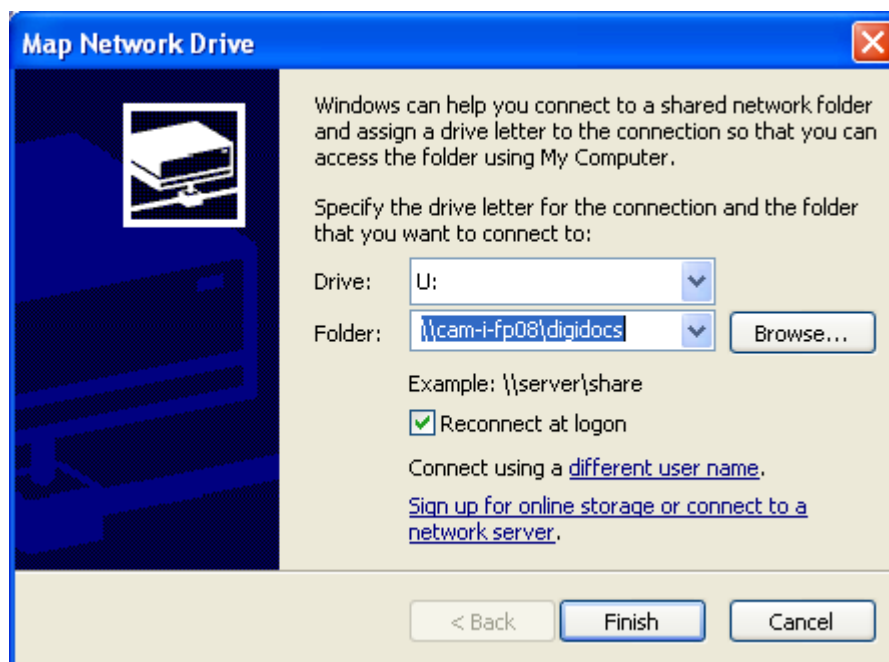 Map Network Drive
Windows can help you connect to a shared network folder
and assign a drive letter to the connection so that you can
access the folder using My Computer.
Specify the drive letter for the connection and the folder
that you want to connect to:
Drive: U:
Folder: \\cam-i-fp08\digidocs Browse...
Example: \\server\share
Reconnect at logon
Connect using a different user name.
Sign up for online storage or connect to a
network server.
< Back Finish Cancel